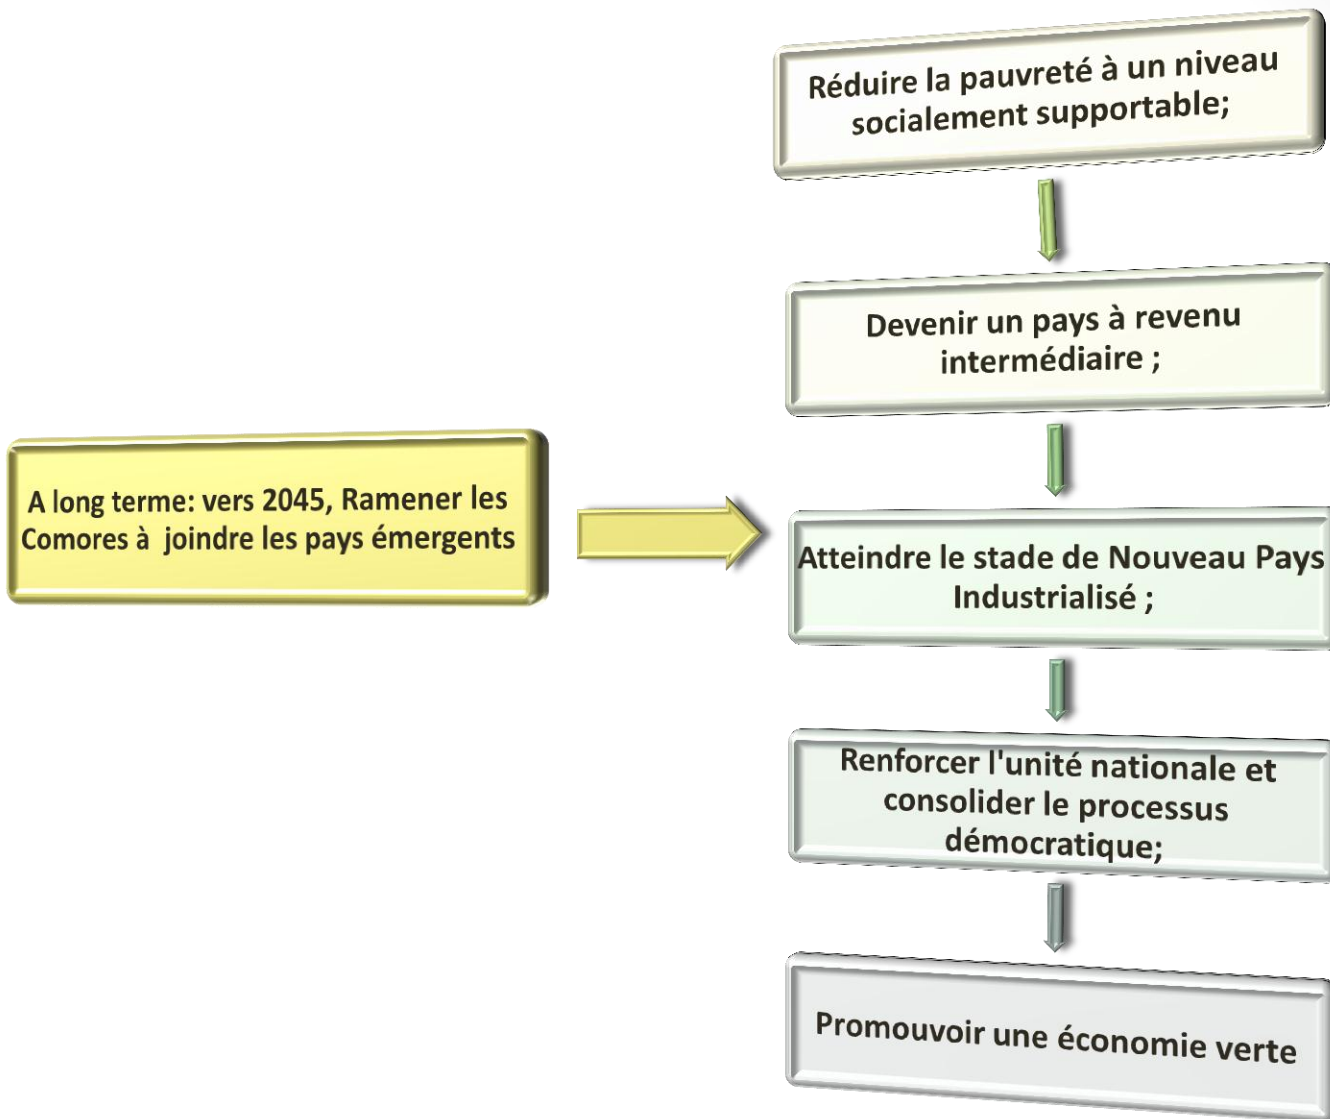 Réduire la pauvreté à un niveau
socialement supportable;
Devenir un pays à revenu
intermédiaire ;
A long terme: vers 2045, Ramener les
Comores à  joindre les pays émergents
Atteindre le stade de Nouveau Pays
Industrialisé ;
Renforcer l'unité nationale et
consolider le processus
démocratique;
Promouvoir une économie verte